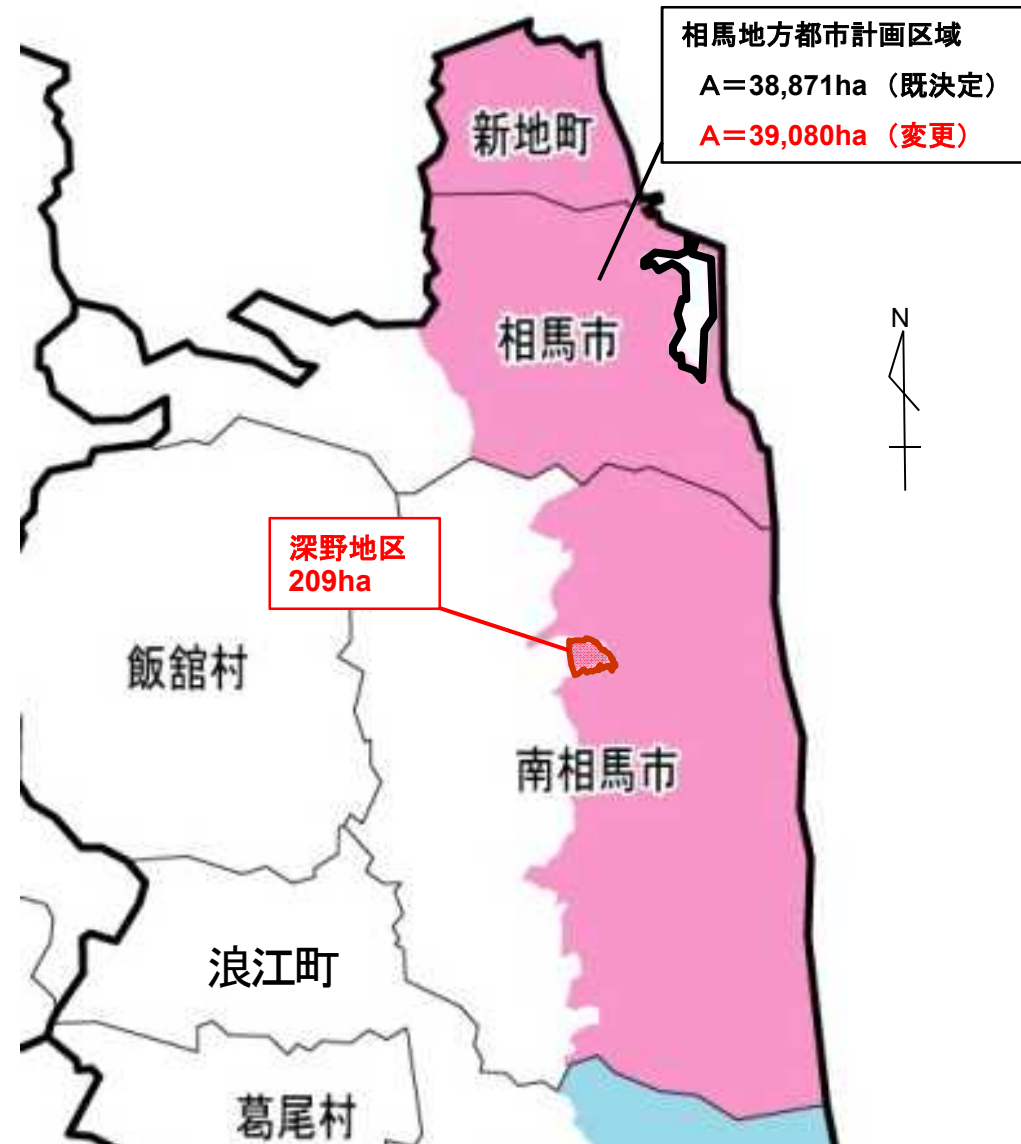 相馬地方都市計画区域
A=38,871ha (既決定)
A=39,080ha (変更)
新地町
相馬市
N
深野地区
209ha
飯舘村
南相馬市
浪江町
葛尾村